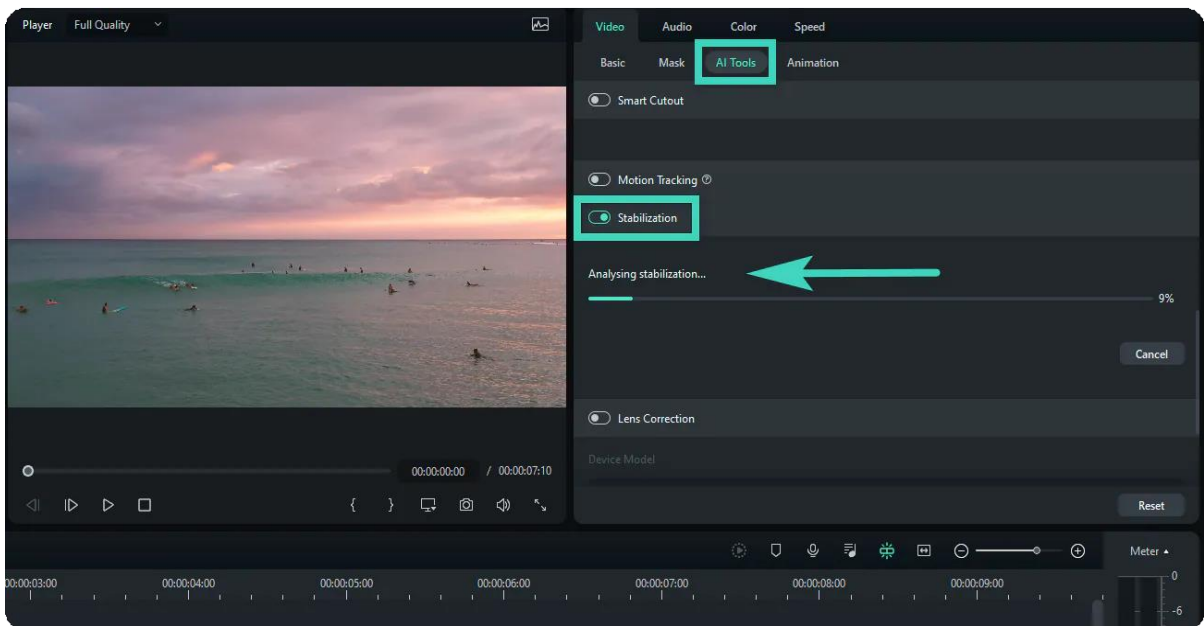 Player Full Quality
Video Audio Color Speed
Basic Mask AI Tools Animation
Smart Cutout
Motion Tracking
Stabilization
Analysing stabilization...
9%
Cancel
Lens Correction
Device Model
00:00:00:00 / 00:00:07:10
Reset
Meter
00:00:03:00 00:00:04:00 00:00:05:00 00:00:06:00 00:00:07:00 00:00:08:00 00:00:09:00
0
-6